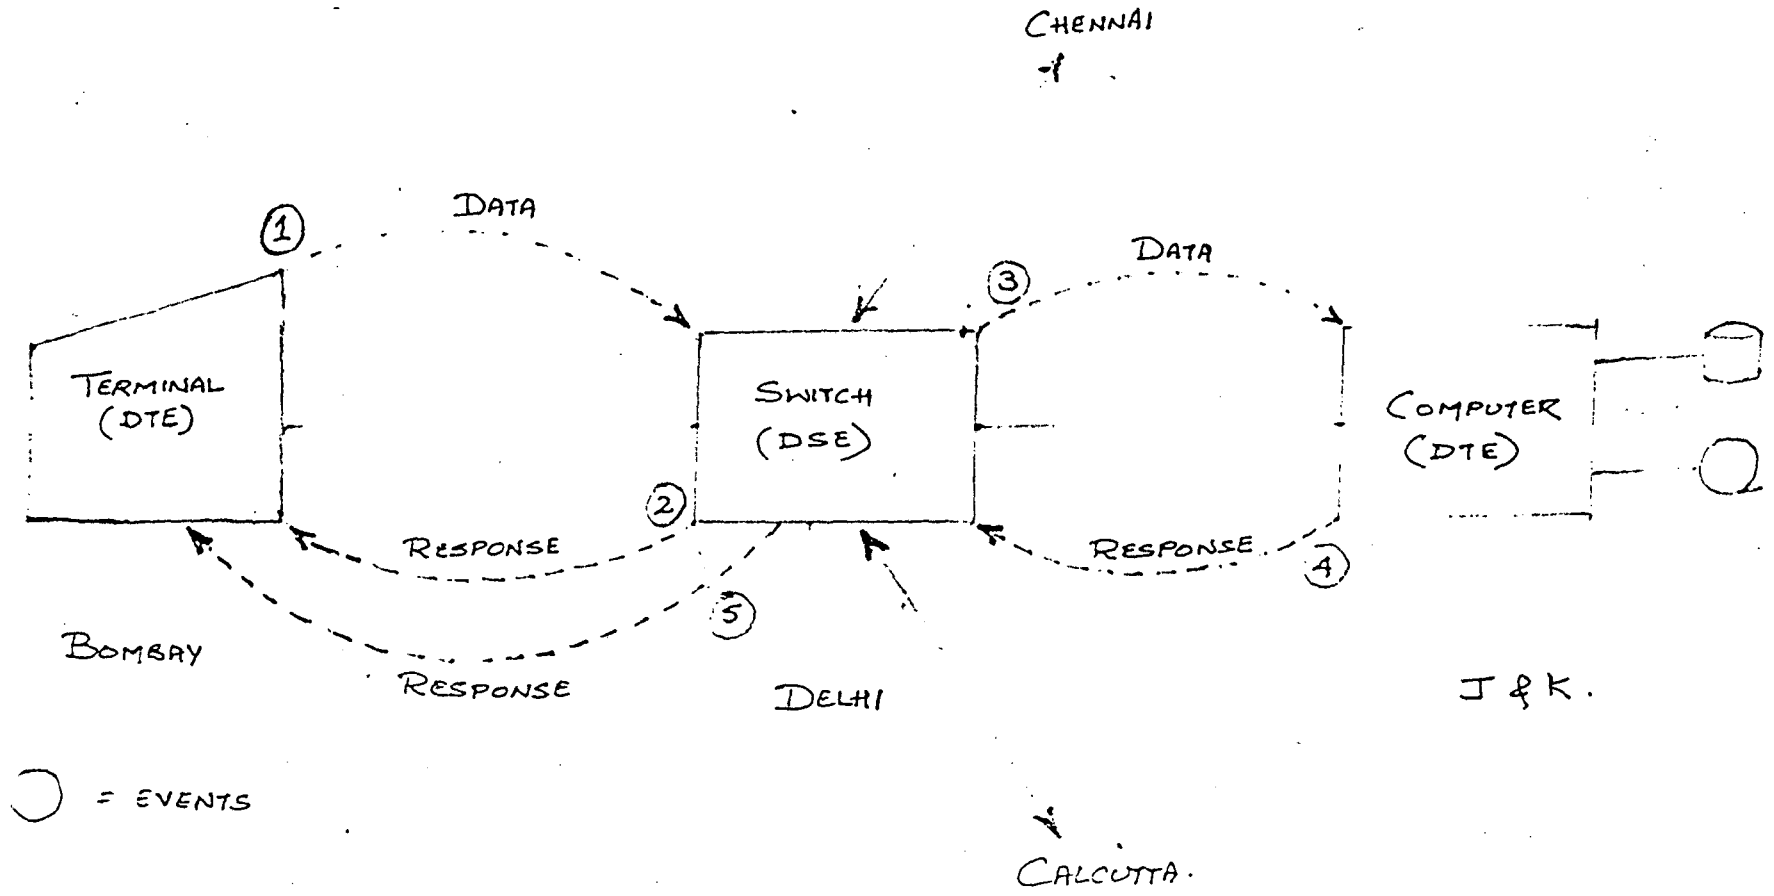 CHENNAI
1
DATA
DATA
3
TERMINAL
(DTE)
SWITCH
(DSE)
COMPUTER
(DTE)
2
RESPONSE
RESPONSE
4
5
BOMBAY
RESPONSE
DELHI
J & K.
= EVENTS
CALCUTTA.